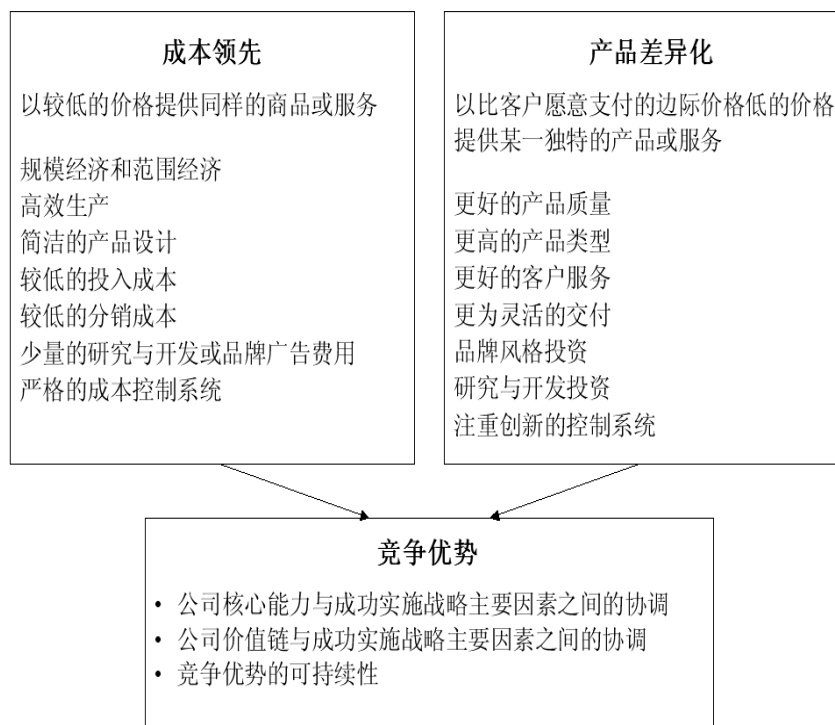 成本领先
以较低的价格提供同样的商品或服务
规模经济和范围经济
高效生产
简洁的产品设计
较低的投入成本
较低的分销成本
少量的研究与开发或品牌广告费用
严格的成本控制系统
产品差异化
以比客户愿意支付的边际价格低的价格
提供某一独特的产品或服务
更好的产品质量
更高的产品类型
更好的客户服务
更为灵活的交付
品牌风格投资
研究与开发投资
注重创新的控制系统
竞争优势
• 公司核心能力与成功实施战略主要因素之间的协调
• 公司价值链与成功实施战略主要因素之间的协调
• 竞争优势的可持续性